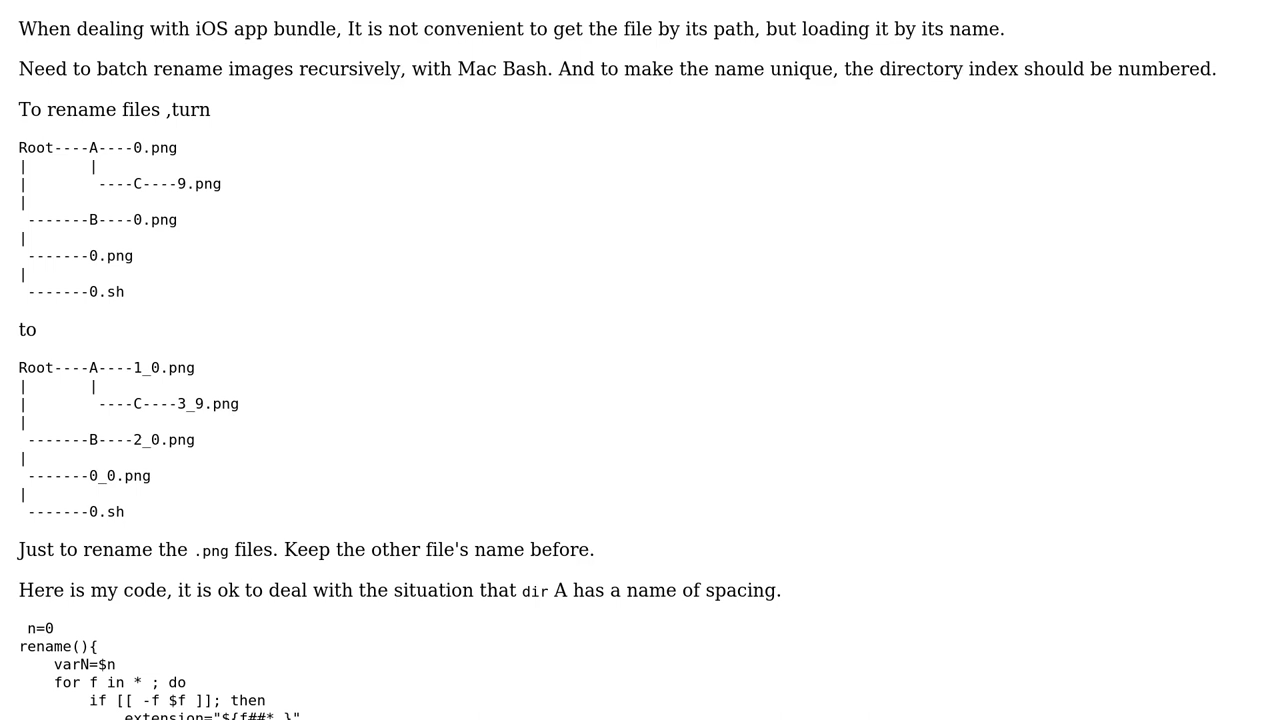 When dealing with iOS app bundle, It is not convenient to get the file by its path, but loading it by its name.
Need to batch rename images recursively, with Mac Bash. And to make the name unique, the directory index should be numbered.
To rename files ,turn
Root----A----0.png
|       |
|        ----C----9.png
|
 -------B----0.png
|
 -------0.png
|
 -------0.sh
to
Root----A----1_0.png
|       |
|        ----C----3_9.png
|
 -------B----2_0.png
|
 -------0_0.png
|
 -------0.sh
Just to rename the .png files. Keep the other file's name before.
Here is my code, it is ok to deal with the situation that dir A has a name of spacing.
 n=0
rename(){
    varN=$n
    for f in * ; do
        if [[ -f $f ]]; then
            extension="${f##*.}"